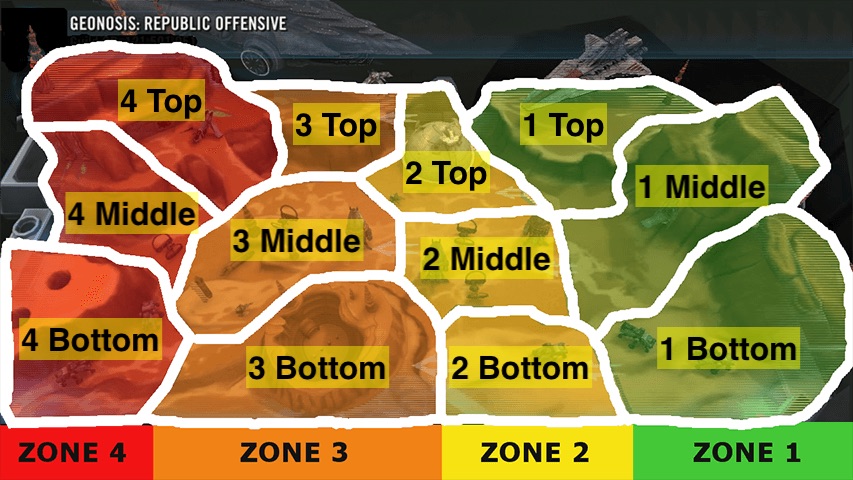 GEONOSIS: REPUBLIC OFFENSIVE
4 Top
3 Top
1 Top
2 Top
1 Middle
4 Middle
3 Middle
2 Middle
4 Bottom
3 Bottom
2 Bottom
1 Bottom
ZONE 4
ZONE 3
ZONE 2
ZONE 1